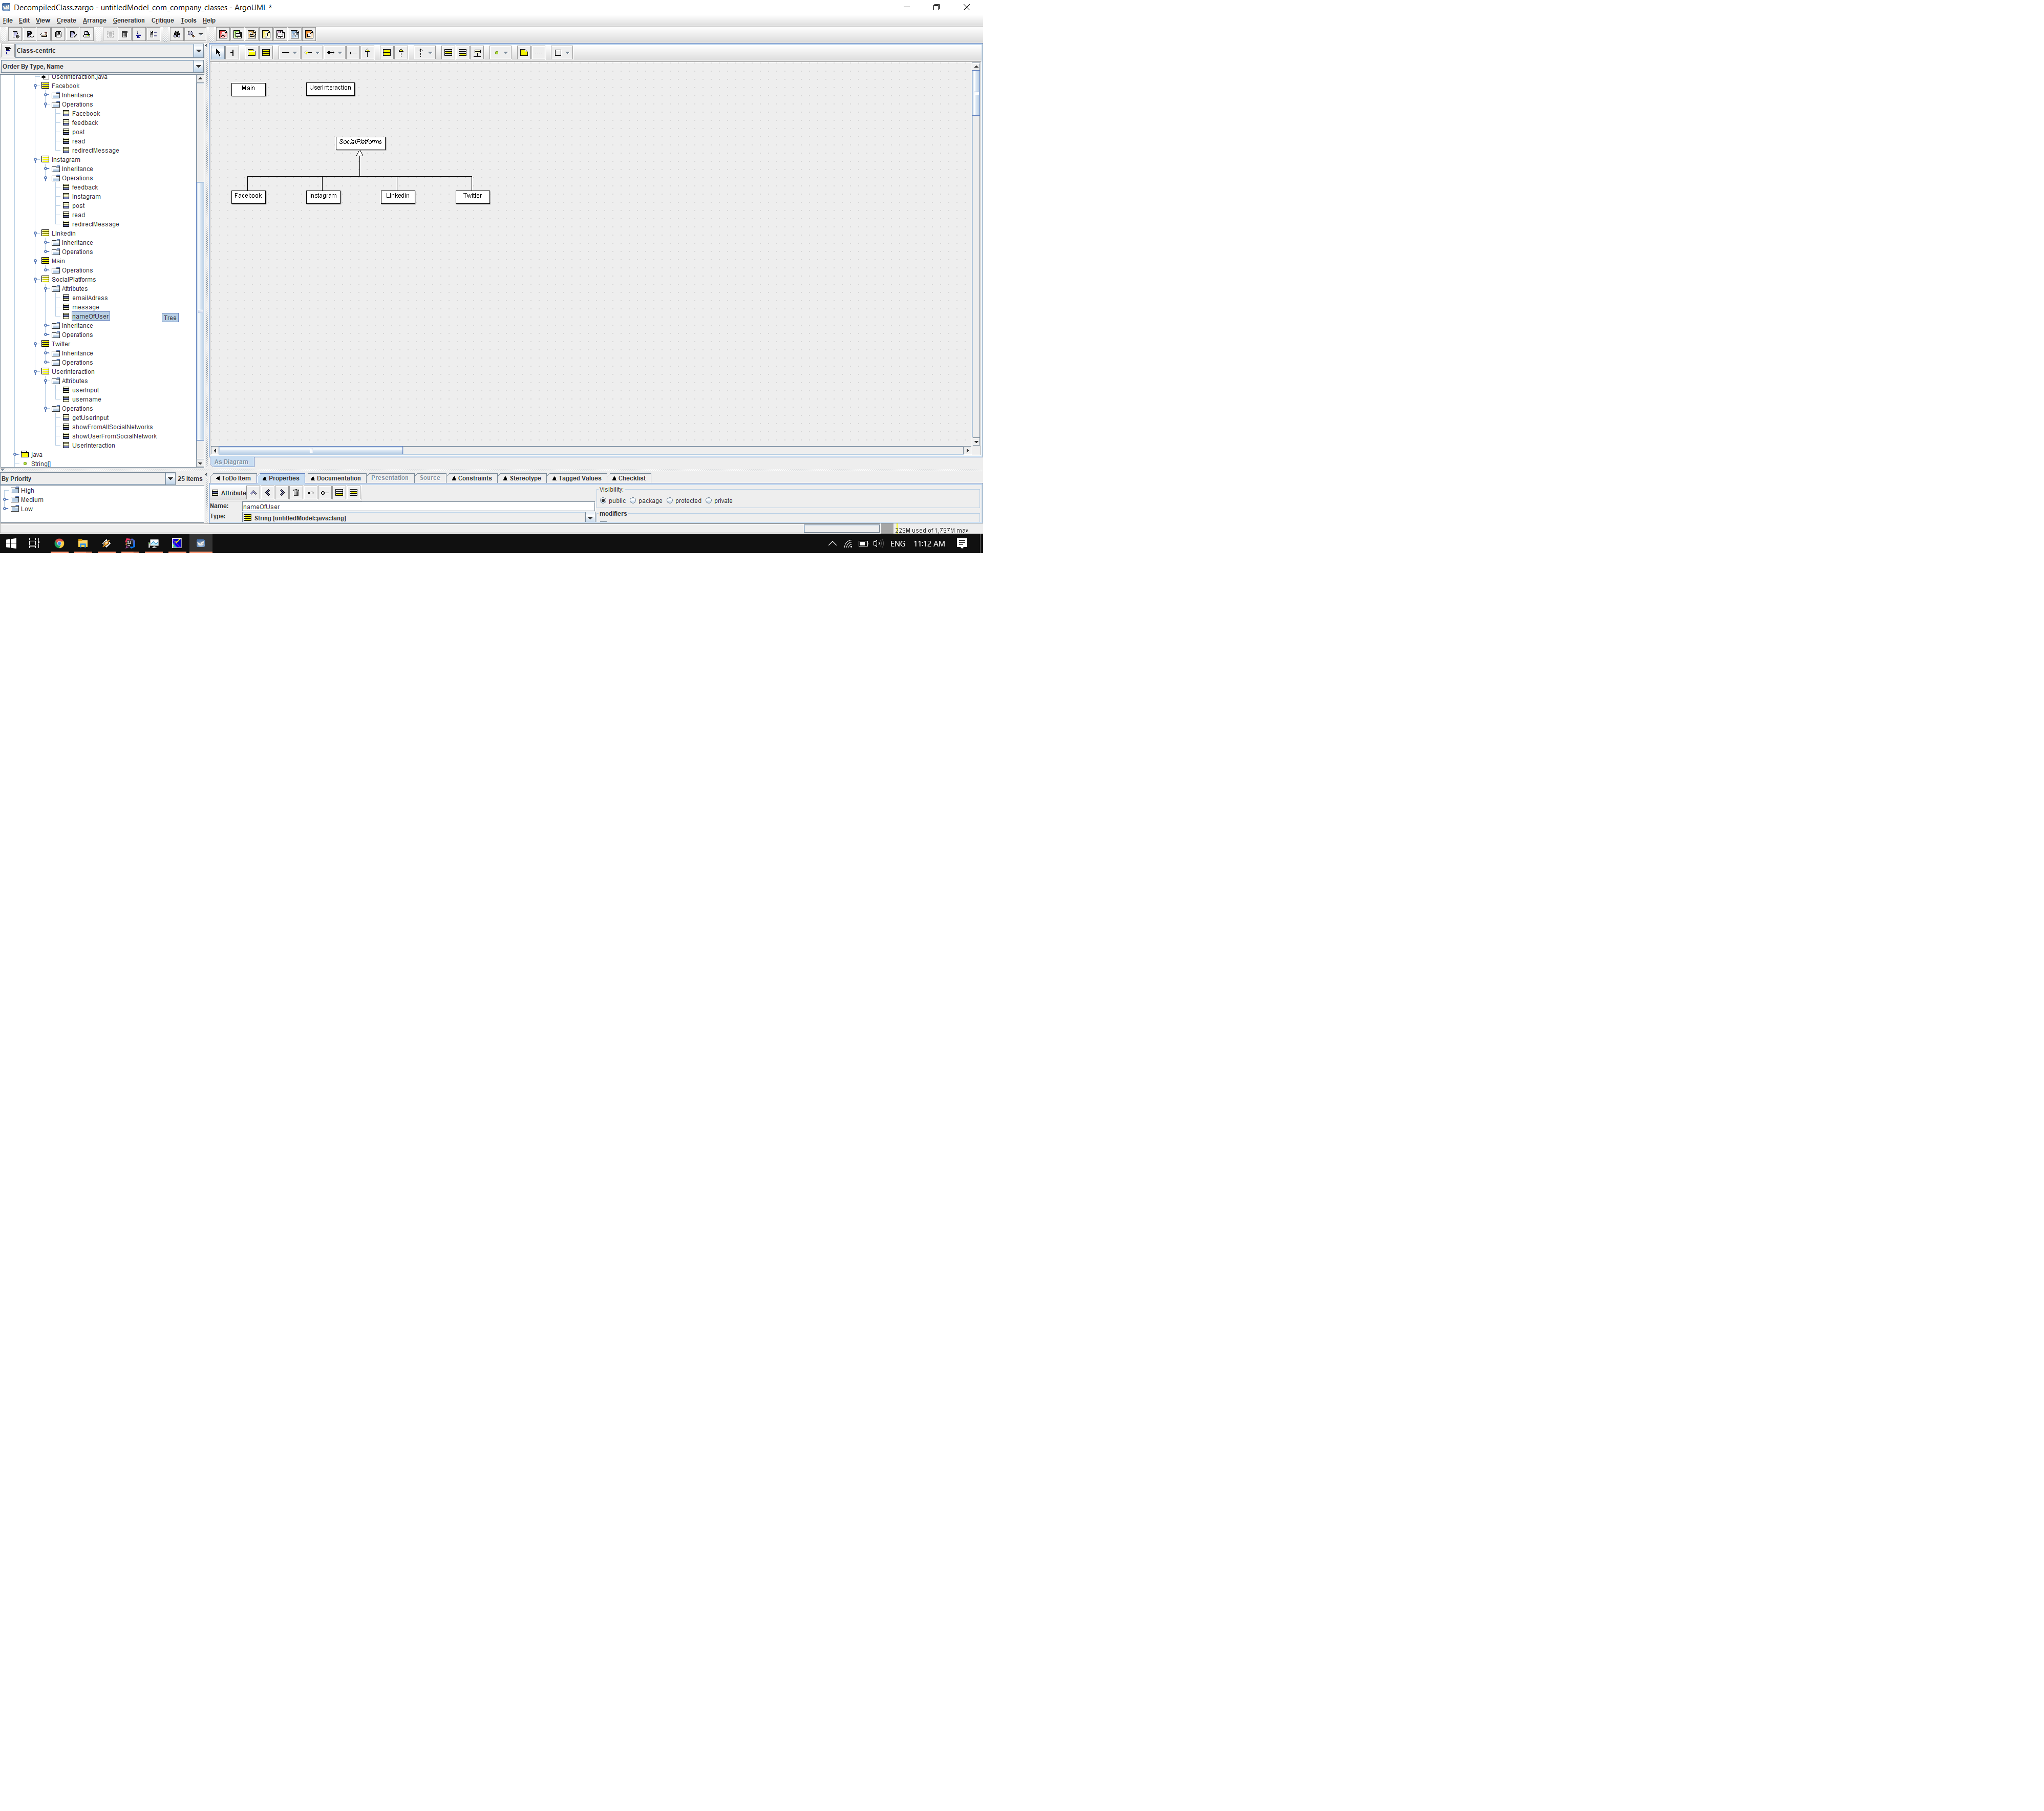 DecompiledClass.zargo - untitledModel_com_company_classes - ArgoUML *
File Edit View Create Arrange Generation Critique Tools Help
Class-centric
Order By Type, Name
UserInteraction.java
Facebook
Inheritance
Operations
Facebook
feedback
post
read
redirectMessage
Instagram
Inheritance
Operations
feedback
Instagram
post
read
redirectMessage
LInkedin
Inheritance
Operations
Main
Operations
SocialPlatforms
Attributes
emailAdress
message
nameOfUser
Tree
Inheritance
Operations
Twitter
Inheritance
Operations
UserInteraction
Attributes
userInput
username
Operations
getUserInput
showFromAllSocialNetworks
showUserFromSocialNetwork
UserInteraction
java
String[]
Main UserInteraction
SocialPlatforms
Facebook Instagram LInkedin Twitter
As Diagram
By Priority 25 Items
High
Medium
Low
ToDo Item Properties Documentation Presentation Source Constraints Stereotype Tagged Values Checklist
Attribute
Name: nameOfUser
Type: String [untitledModel::java::lang]
Visibility:
public package protected private
modifiers
229M used of 1,797M max
ENG 11:12 AM